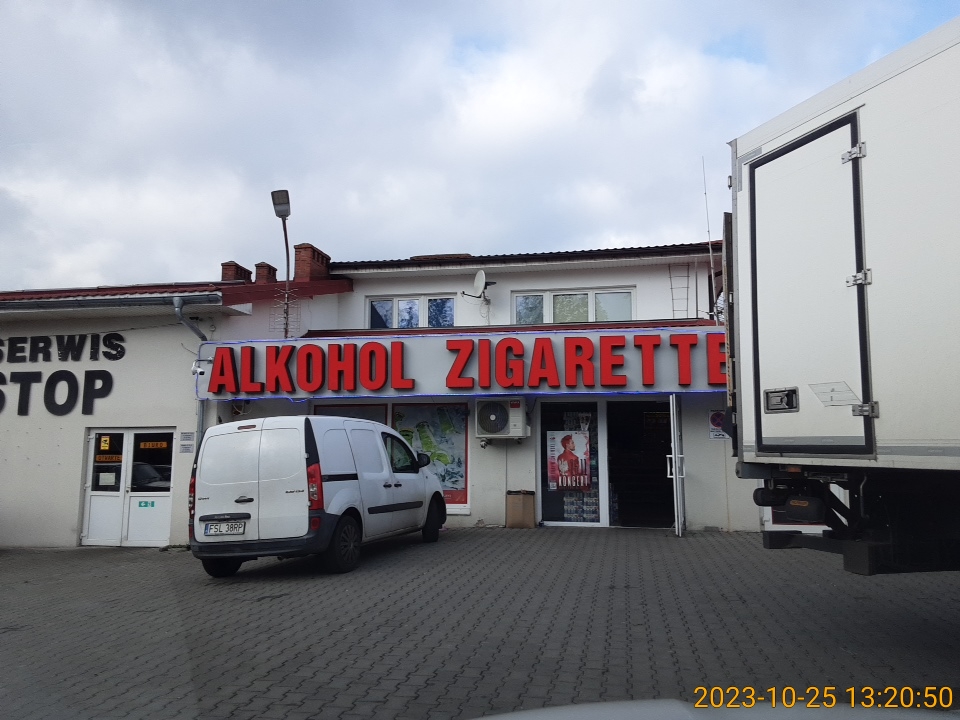 SERWIS
STOP
ALKOHOL ZIGARETTE
KONCERT
FSL 38RP
2023-10-25 13:20:50